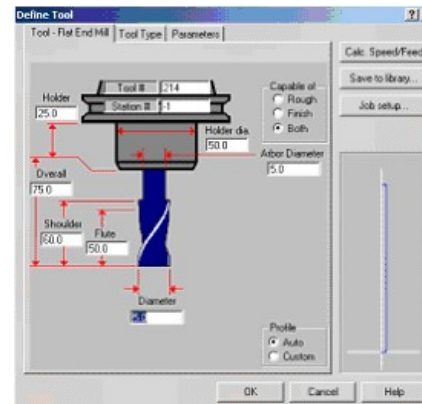 Define Tool
?
Tool - Flat End Mill
Tool Type
Parameters
Calc. Speed/Feed
Save to library...
Job setup...
Tool # 214
Station # -1
Holder
25.0
Capable of
Rough
Finish
Both
Holder dia.
50.0
Arbor Diameter
5.0
Overall
75.0
Shoulder
60.0
Flute
50.0
Diameter
Profile
Auto
Custom
OK
Cancel
Help